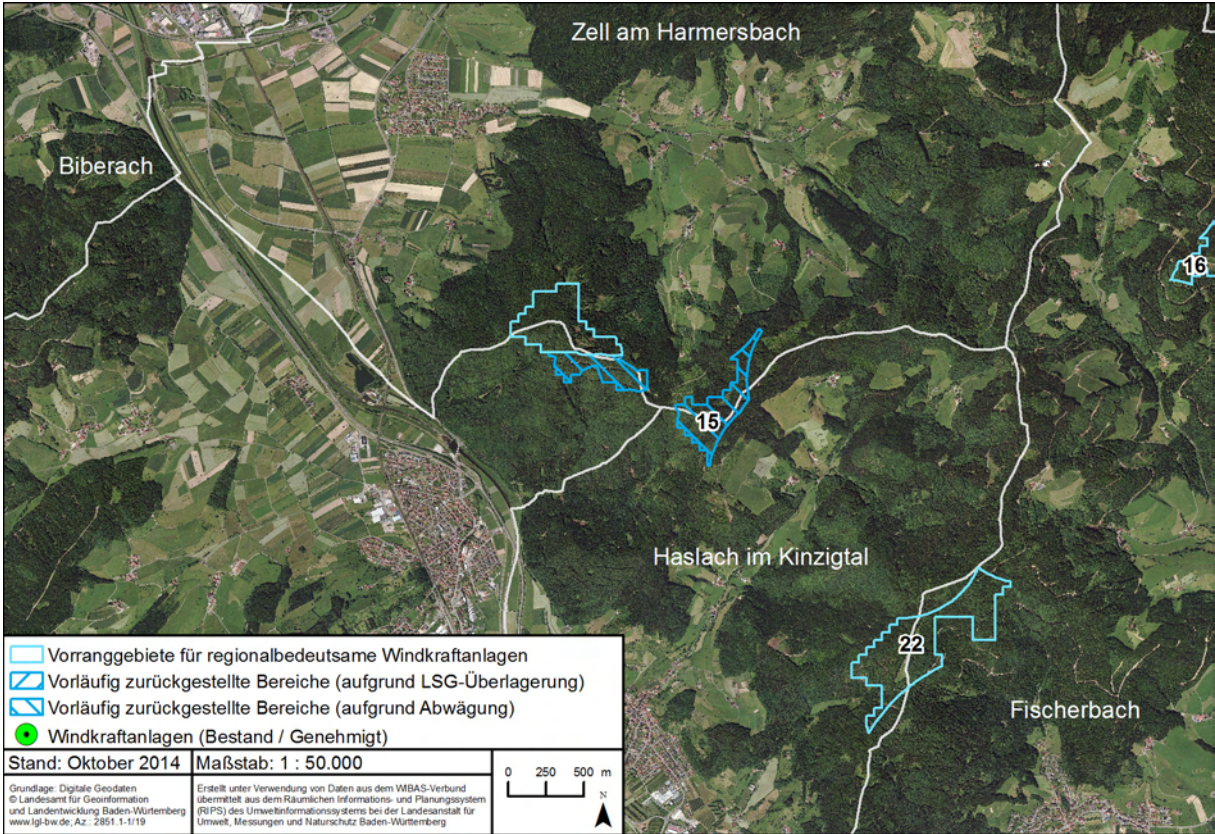 Zell am Harmersbach
Biberach
16
15
Haslach im Kinzigtal
22
Fischerbach
Vorranggebiete für regionalbedeutsame Windkraftanlagen
Vorläufig zurückgestellte Bereiche (aufgrund LSG-Überlagerung)
Vorläufig zurückgestellte Bereiche (aufgrund Abwägung)
Windkraftanlagen (Bestand / Genehmigt)
Stand: Oktober 2014
Maßstab: 1 : 50.000
0 250 500 m
N
Grundlage: Digitale Geodaten
© Landesamt für Geoinformation
und Landentwicklung Baden-Württemberg
www.lgl-bw.de; Az.: 2851.1-1/19
Erstellt unter Verwendung von Daten aus dem WIBAS-Verbund
übermittelt aus dem Räumlichen Informations- und Planungssystem
(RIPS) des Umweltinformationssystems bei der Landesanstalt für
Umwelt, Messungen und Naturschutz Baden-Württemberg